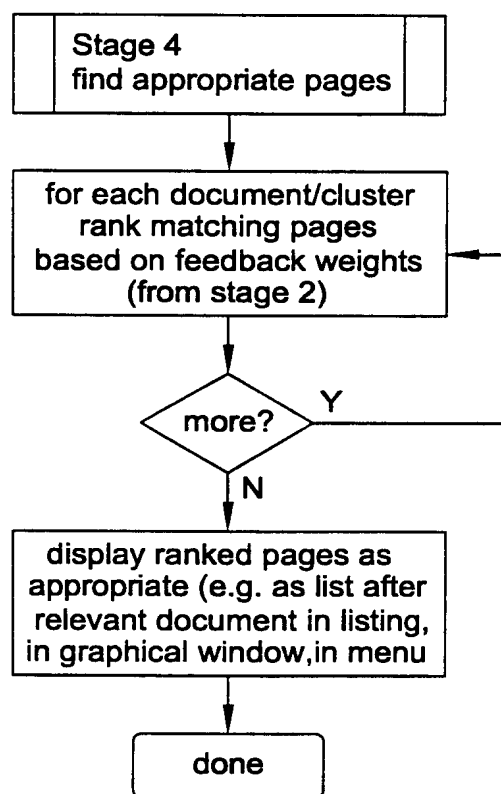 Stage 4
find appropriate pages
for each document/cluster
rank matching pages
based on feedback weights
(from stage 2)
more?
Y
N
display ranked pages as
appropriate (e.g. as list after
relevant document in listing,
in graphical window,in menu
done